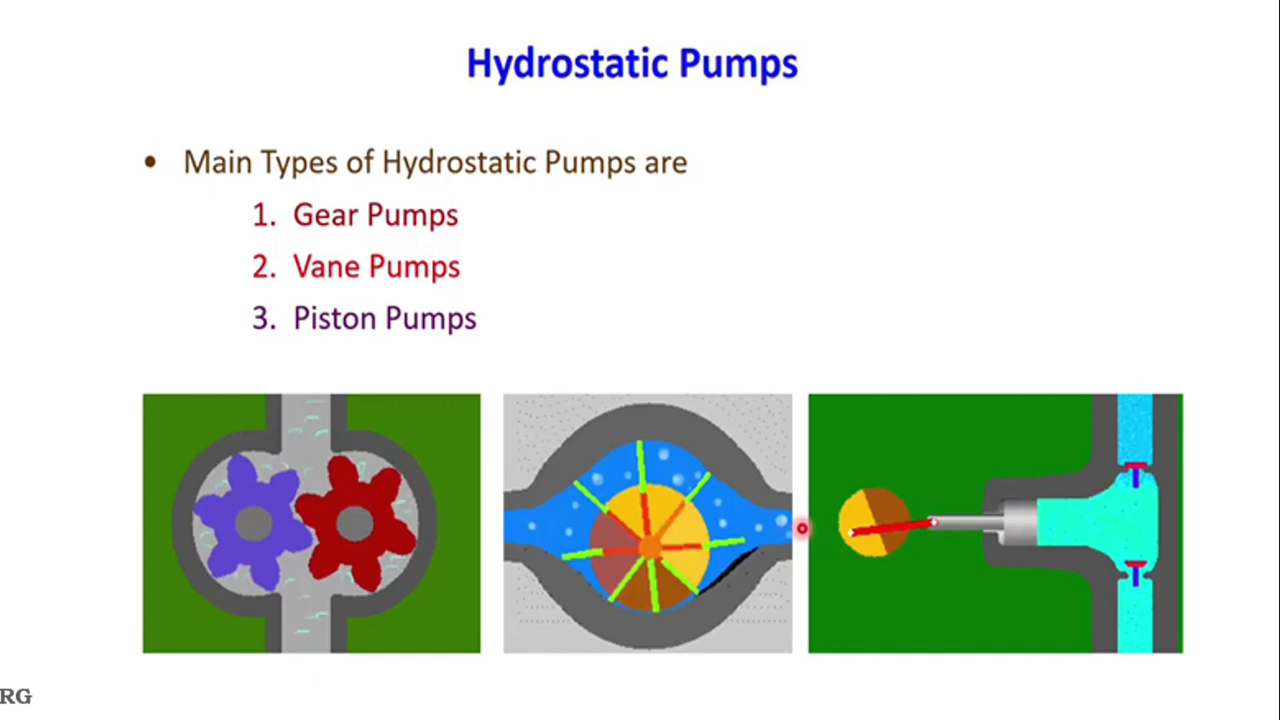 Hydrostatic Pumps
• Main Types of Hydrostatic Pumps are
1. Gear Pumps
2. Vane Pumps
3. Piston Pumps
RG